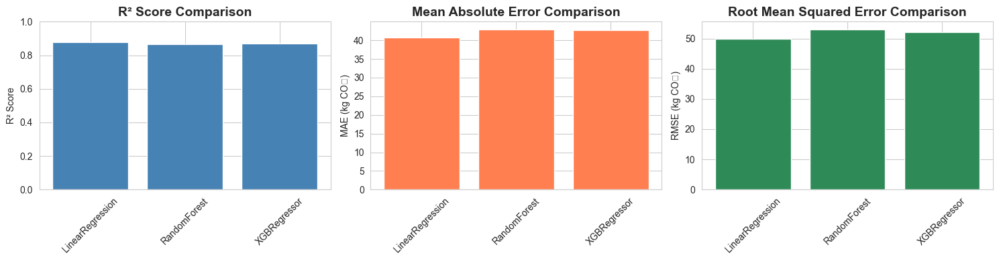 R² Score Comparison
R² Score
1.0
0.8
0.6
0.4
0.2
0.0
LinearRegression
RandomForest
XGBRegressor
Mean Absolute Error Comparison
MAE (kg CO□)
40
35
30
25
20
15
10
5
0
LinearRegression
RandomForest
XGBRegressor
Root Mean Squared Error Comparison
RMSE (kg CO□)
50
40
30
20
10
0
LinearRegression
RandomForest
XGBRegressor